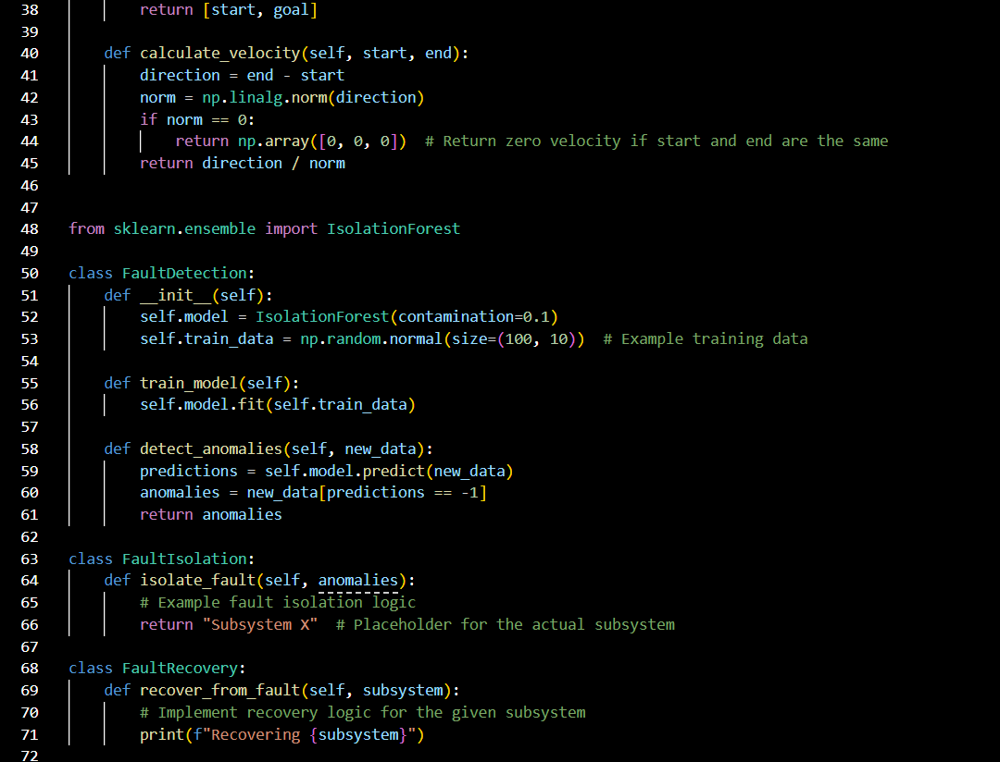 38 return [start, goal]
39
40 def calculate_velocity(self, start, end):
41 direction = end - start
42 norm = np.linalg.norm(direction)
43 if norm == 0:
44 return np.array([0, 0, 0])  # Return zero velocity if start and end are the same
45 return direction / norm
46
47
48 from sklearn.ensemble import IsolationForest
49
50 class FaultDetection:
51 def __init__(self):
52 self.model = IsolationForest(contamination=0.1)
53 self.train_data = np.random.normal(size=(100, 10))  # Example training data
54
55 def train_model(self):
56 self.model.fit(self.train_data)
57
58 def detect_anomalies(self, new_data):
59 predictions = self.model.predict(new_data)
60 anomalies = new_data[predictions == -1]
61 return anomalies
62
63 class FaultIsolation:
64 def isolate_fault(self, anomalies):
65 # Example fault isolation logic
66 return "Subsystem X"  # Placeholder for the actual subsystem
67
68 class FaultRecovery:
69 def recover_from_fault(self, subsystem):
70 # Implement recovery logic for the given subsystem
71 print(f"Recovering {subsystem}")
72